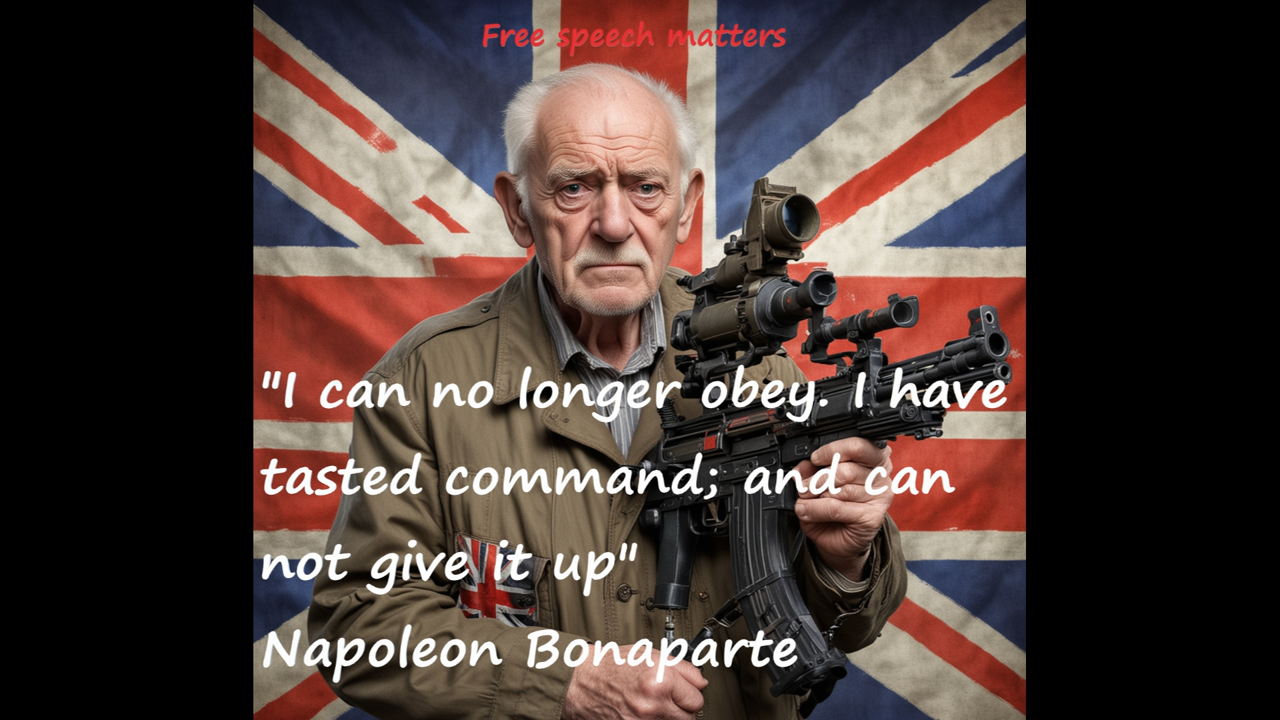 Free speech matters
"I can no longer obey. I have
tasted command; and can
not give it up"
Napoleon Bonaparte